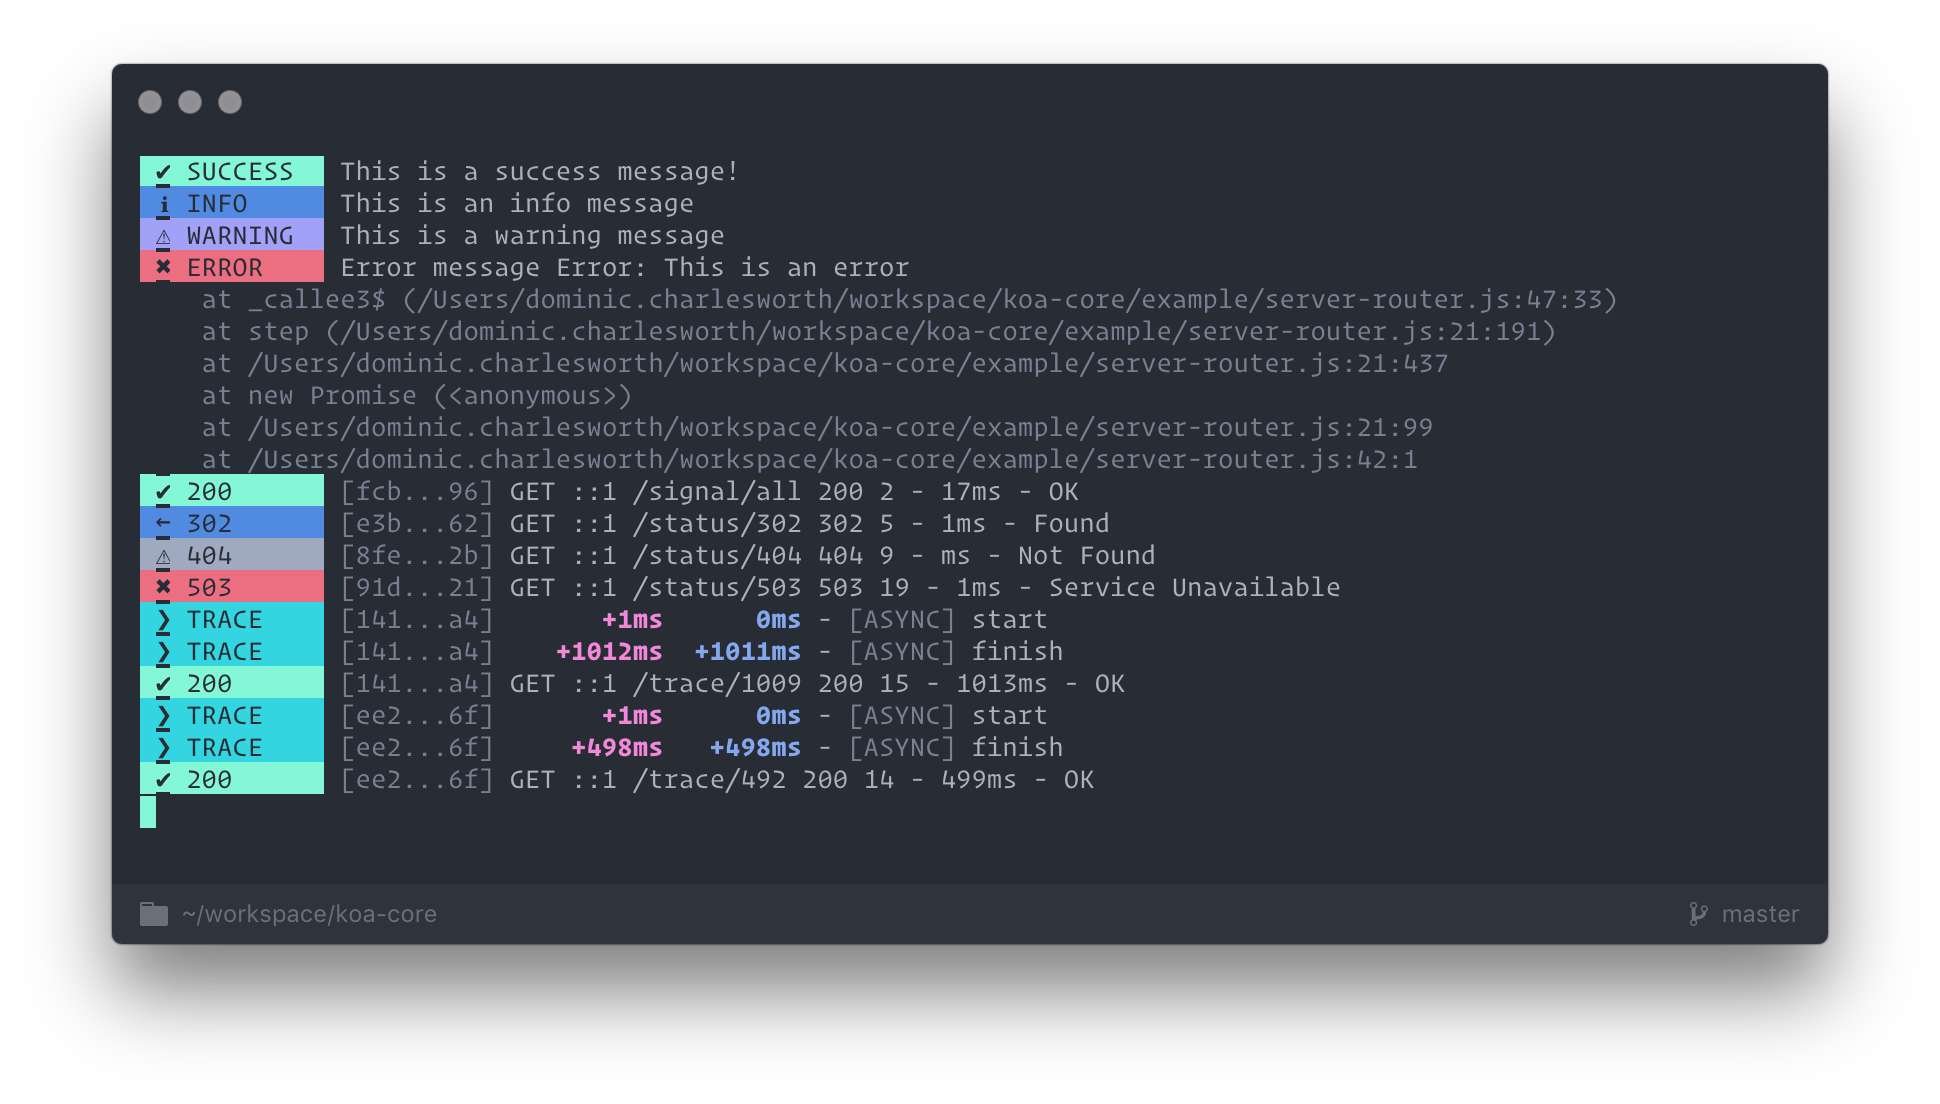 ✔ SUCCESS This is a success message!
ℹ INFO This is an info message
⚠ WARNING This is a warning message
✖ ERROR Error message Error: This is an error
at _callee3$ (/Users/dominic.charlesworth/workspace/koa-core/example/server-router.js:47:33)
at step (/Users/dominic.charlesworth/workspace/koa-core/example/server-router.js:21:191)
at /Users/dominic.charlesworth/workspace/koa-core/example/server-router.js:21:437
at new Promise (<anonymous>)
at /Users/dominic.charlesworth/workspace/koa-core/example/server-router.js:21:99
at /Users/dominic.charlesworth/workspace/koa-core/example/server-router.js:42:1
✔ 200 [fcb...96] GET ::1 /signal/all 200 2 - 17ms - OK
← 302 [e3b...62] GET ::1 /status/302 302 5 - 1ms - Found
⚠ 404 [8fe...2b] GET ::1 /status/404 404 9 - ms - Not Found
✖ 503 [91d...21] GET ::1 /status/503 503 19 - 1ms - Service Unavailable
❯ TRACE [141...a4] +1ms 0ms - [ASYNC] start
❯ TRACE [141...a4] +1012ms +1011ms - [ASYNC] finish
✔ 200 [141...a4] GET ::1 /trace/1009 200 15 - 1013ms - OK
❯ TRACE [ee2...6f] +1ms 0ms - [ASYNC] start
❯ TRACE [ee2...6f] +498ms +498ms - [ASYNC] finish
✔ 200 [ee2...6f] GET ::1 /trace/492 200 14 - 499ms - OK
~/workspace/koa-core master